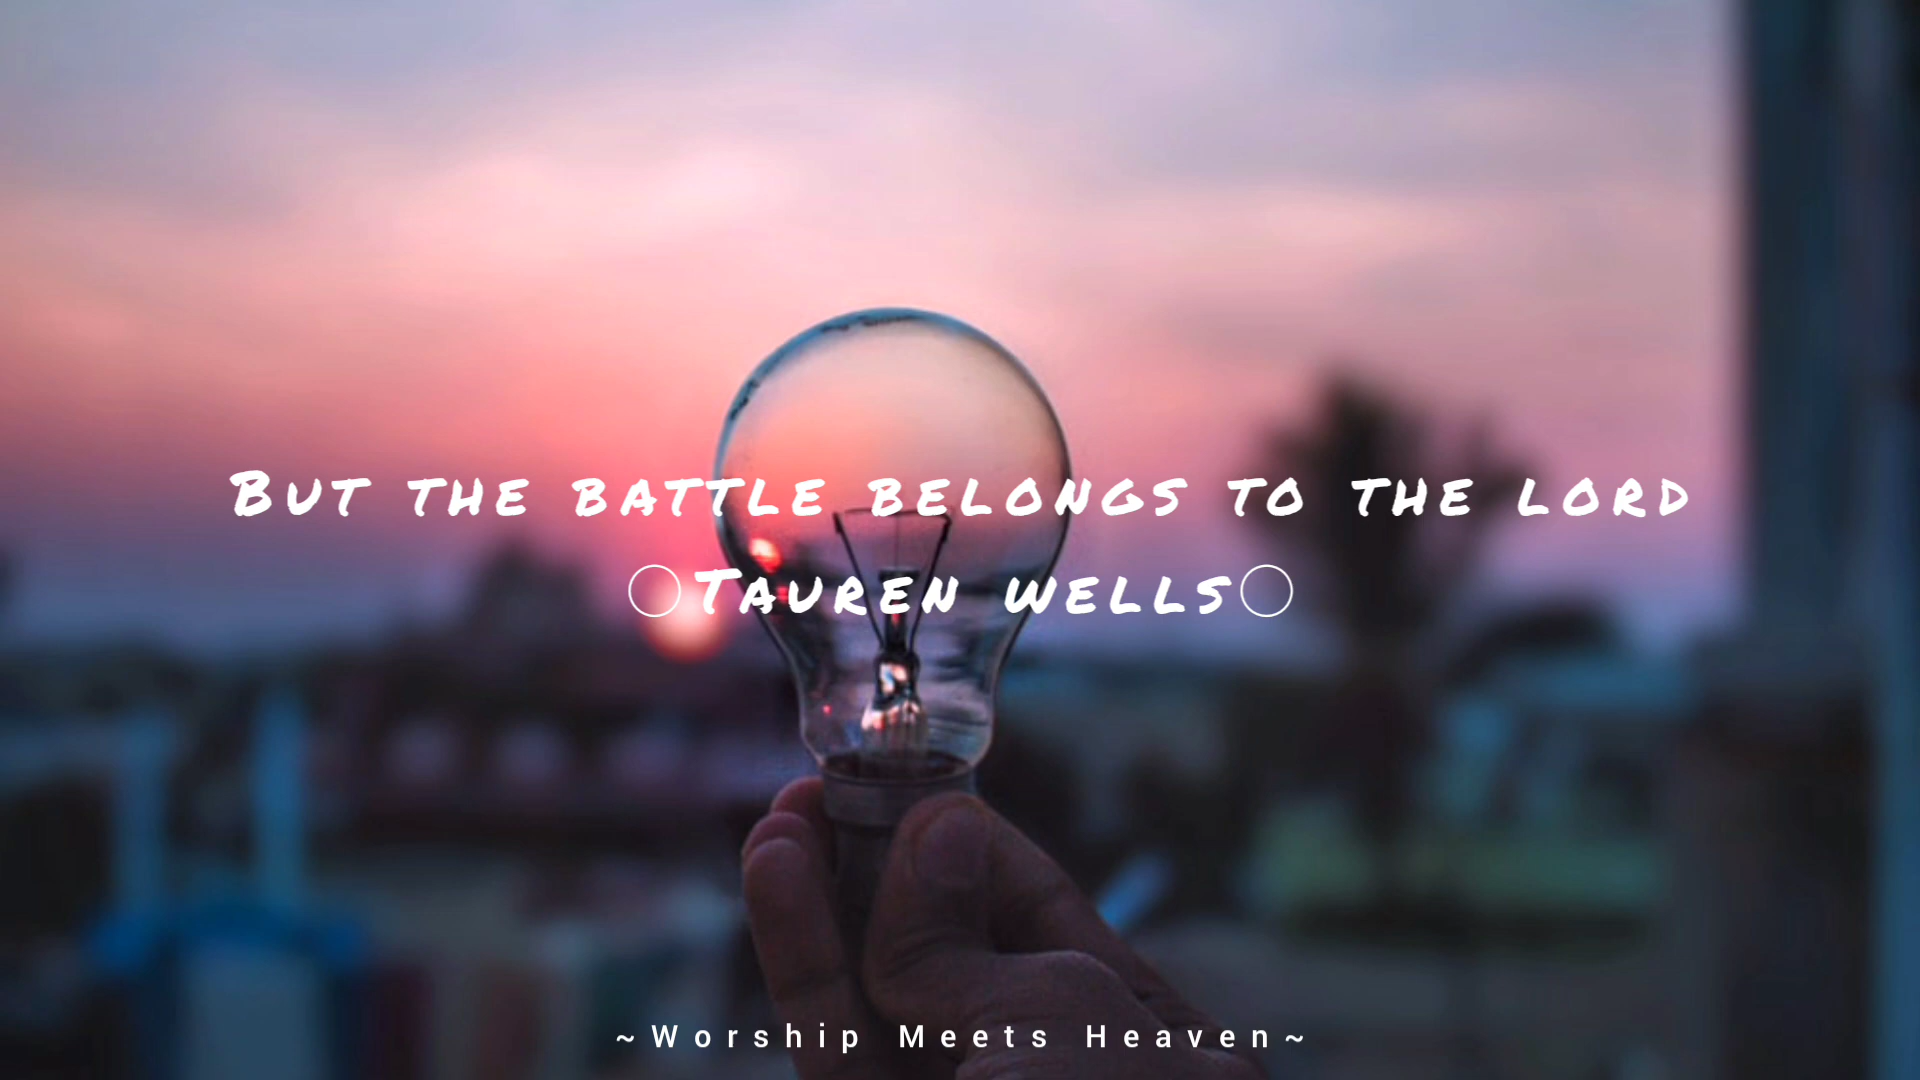 But the battle belongs to the lord
○Tauren wells○
~Worship Meets Heaven~